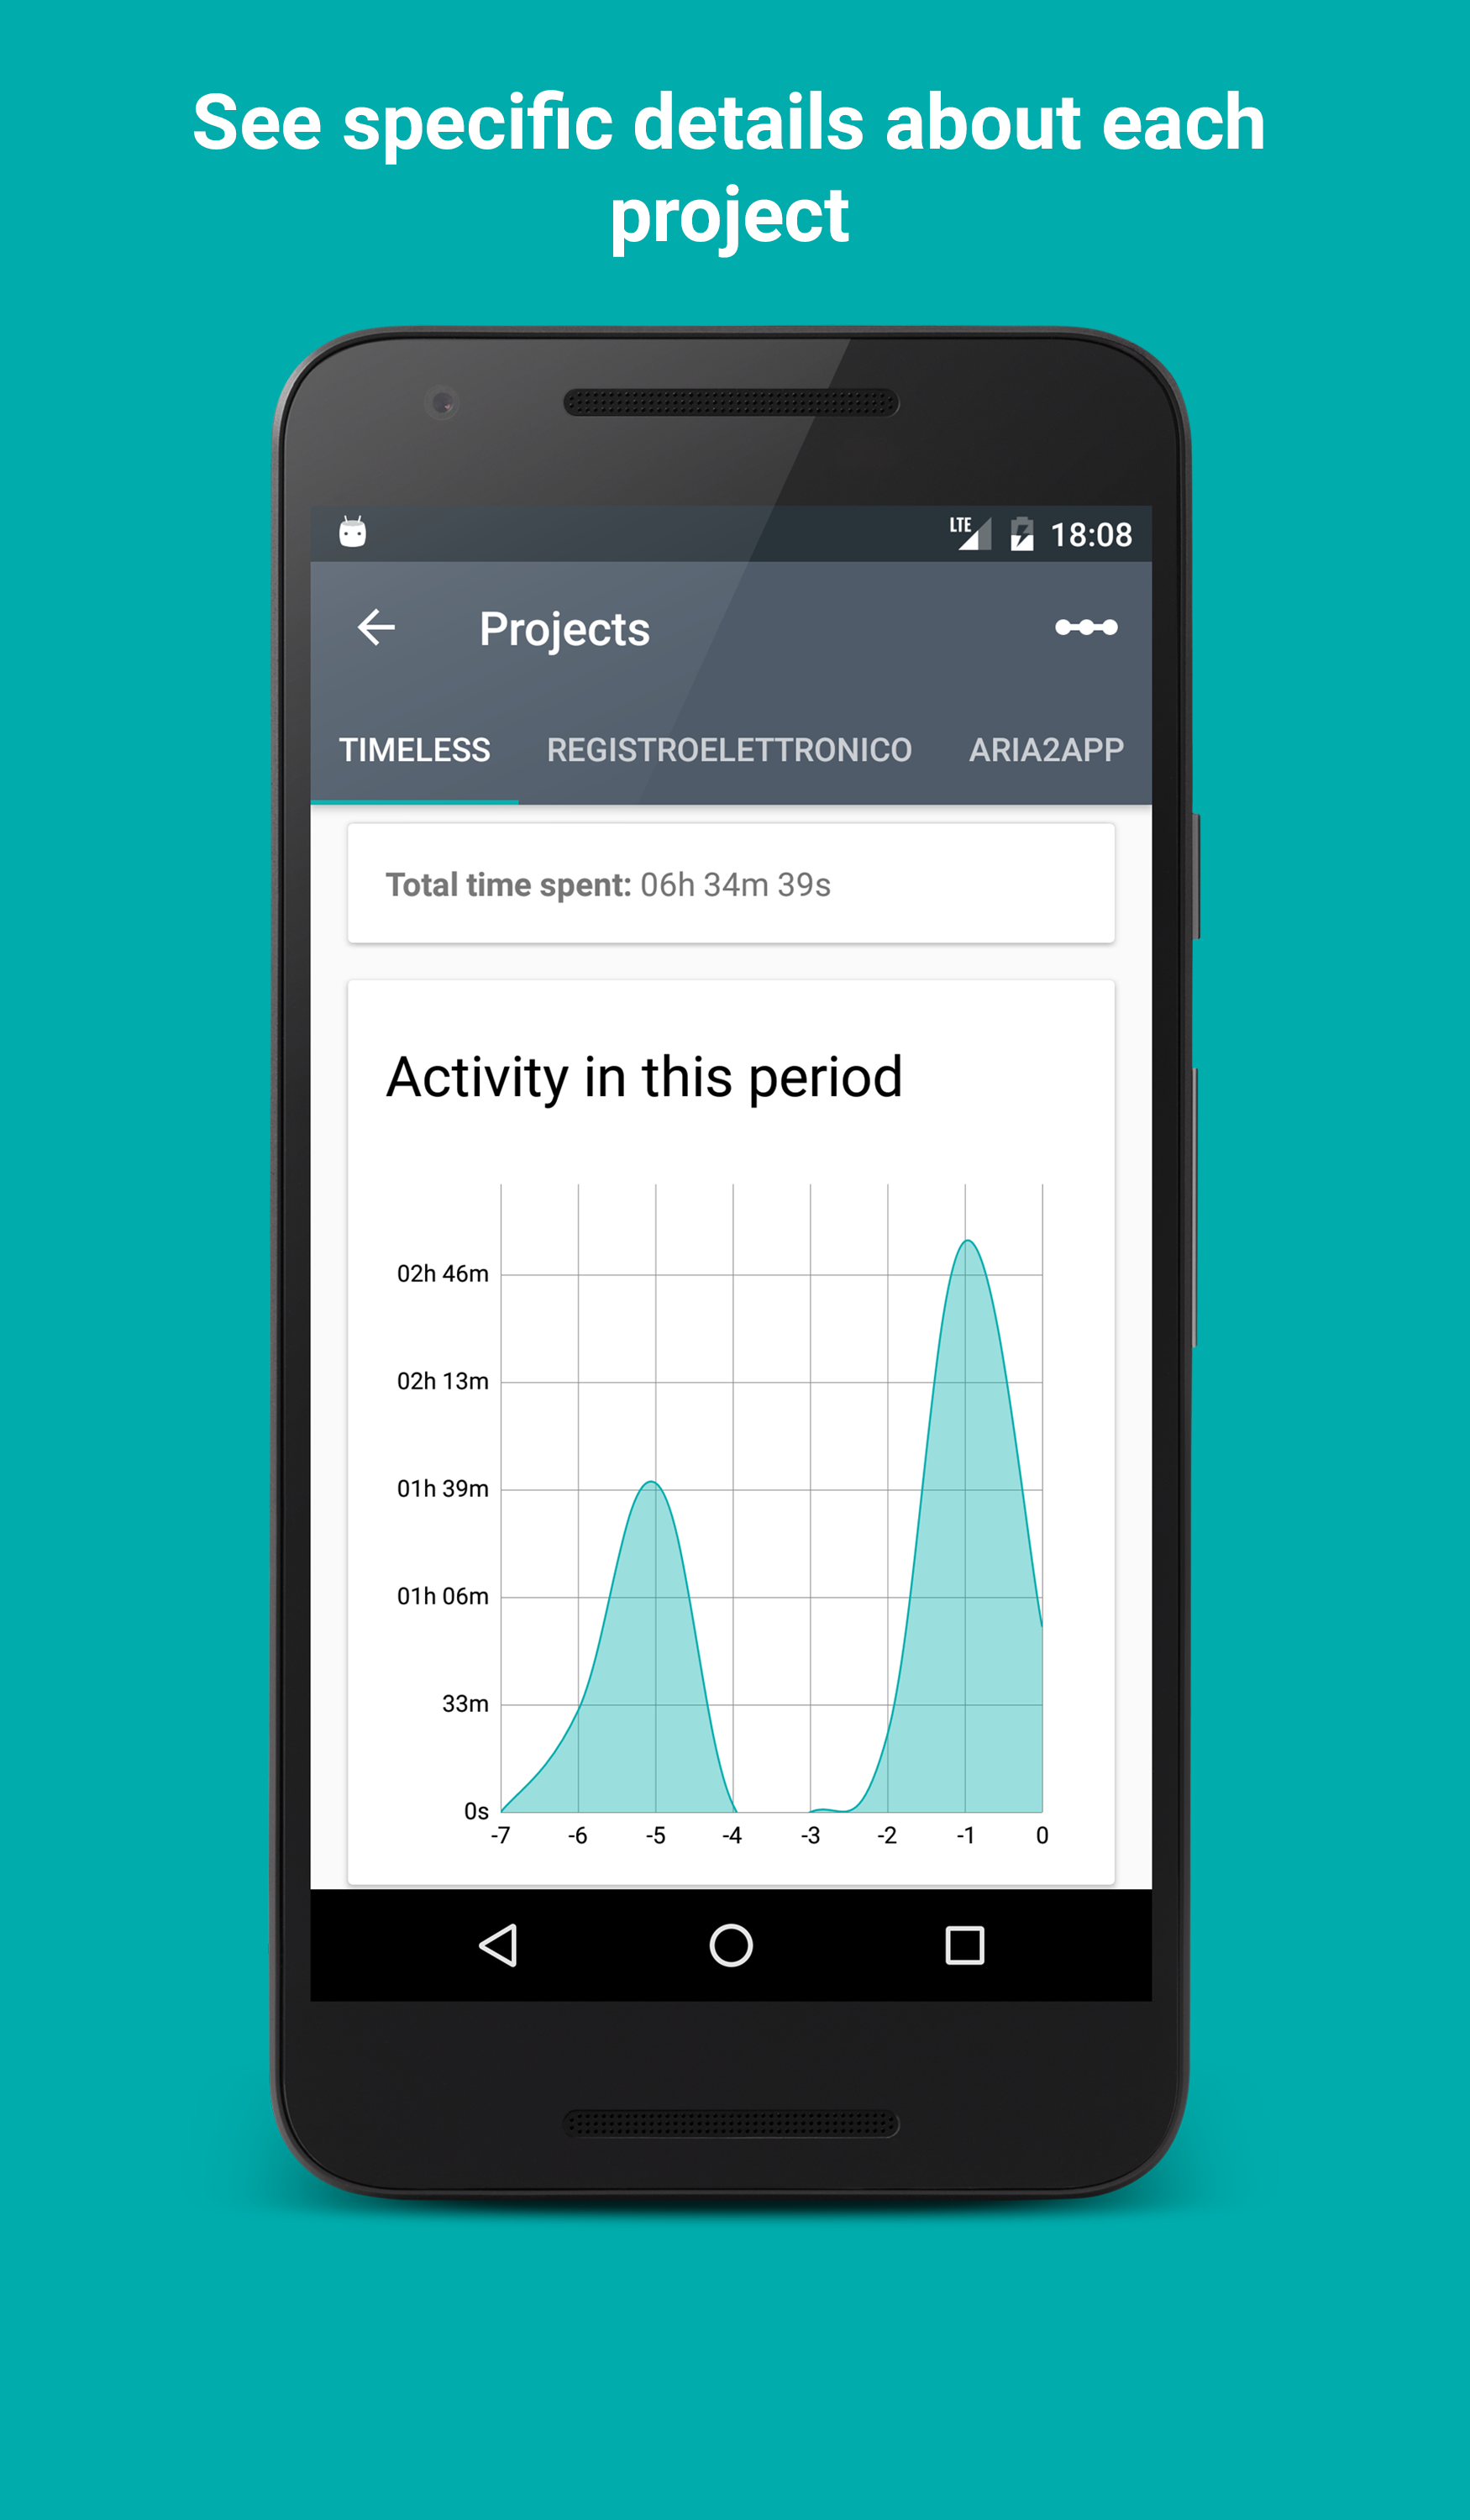 See specific details about each
project
LTE 18:08
Projects
TIMELESS REGISTROELETTRONICO ARIA2APP
Total time spent: 06h 34m 39s
Activity in this period
02h 46m
02h 13m
01h 39m
01h 06m
33m
0s
-7 -6 -5 -4 -3 -2 -1 0